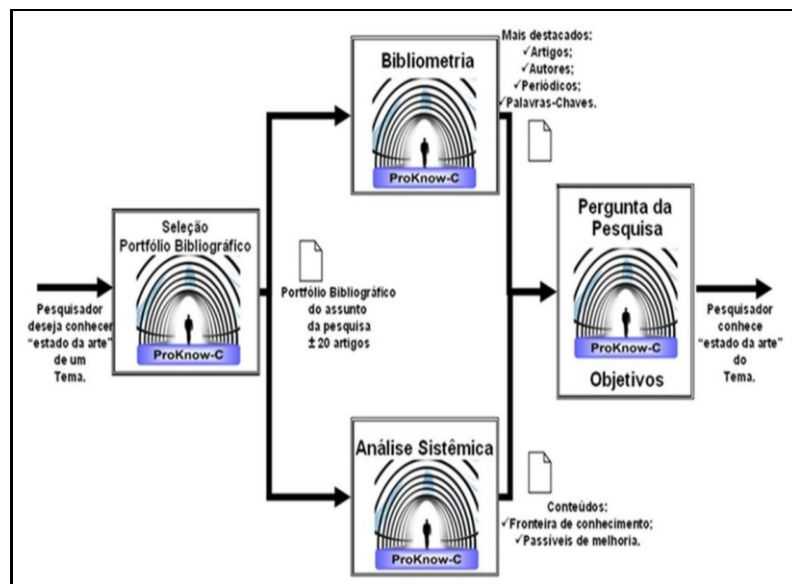 Pesquisador
deseja conhecer
“estado da arte”
de um
Tema.
Seleção
Portfólio Bibliográfico
ProKnow-C
Portfólio Bibliográfico
do assunto
da pesquisa
± 20 artigos
Bibliometria
ProKnow-C
Mais destacados:
✓Artigos;
✓Autores;
✓Periódicos;
✓Palavras-Chaves.
Análise Sistêmica
ProKnow-C
Conteúdos:
✓Fronteira de conhecimento;
✓Passíveis de melhoria.
Pergunta da
Pesquisa
ProKnow-C
Objetivos
Pesquisador
conhece
“estado da arte”
do
Tema.